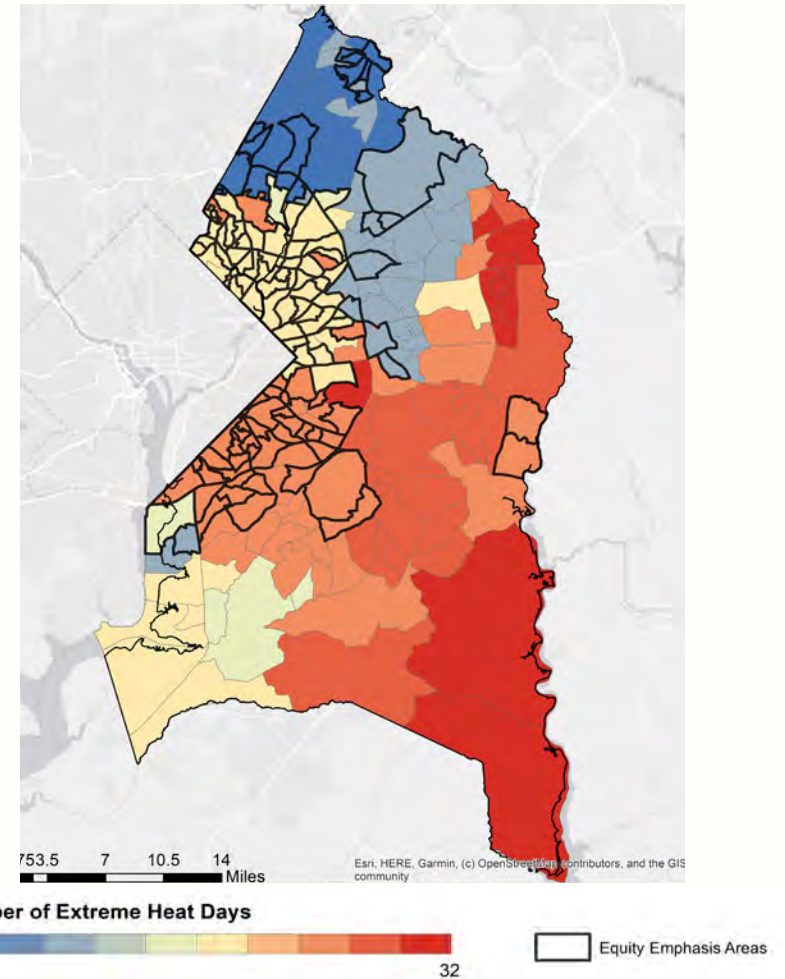 753.5 7 10.5 14
Miles
Esri, HERE, Garmin, (c) OpenStreetMap contributors, and the GIS
community
er of Extreme Heat Days
32
Equity Emphasis Areas